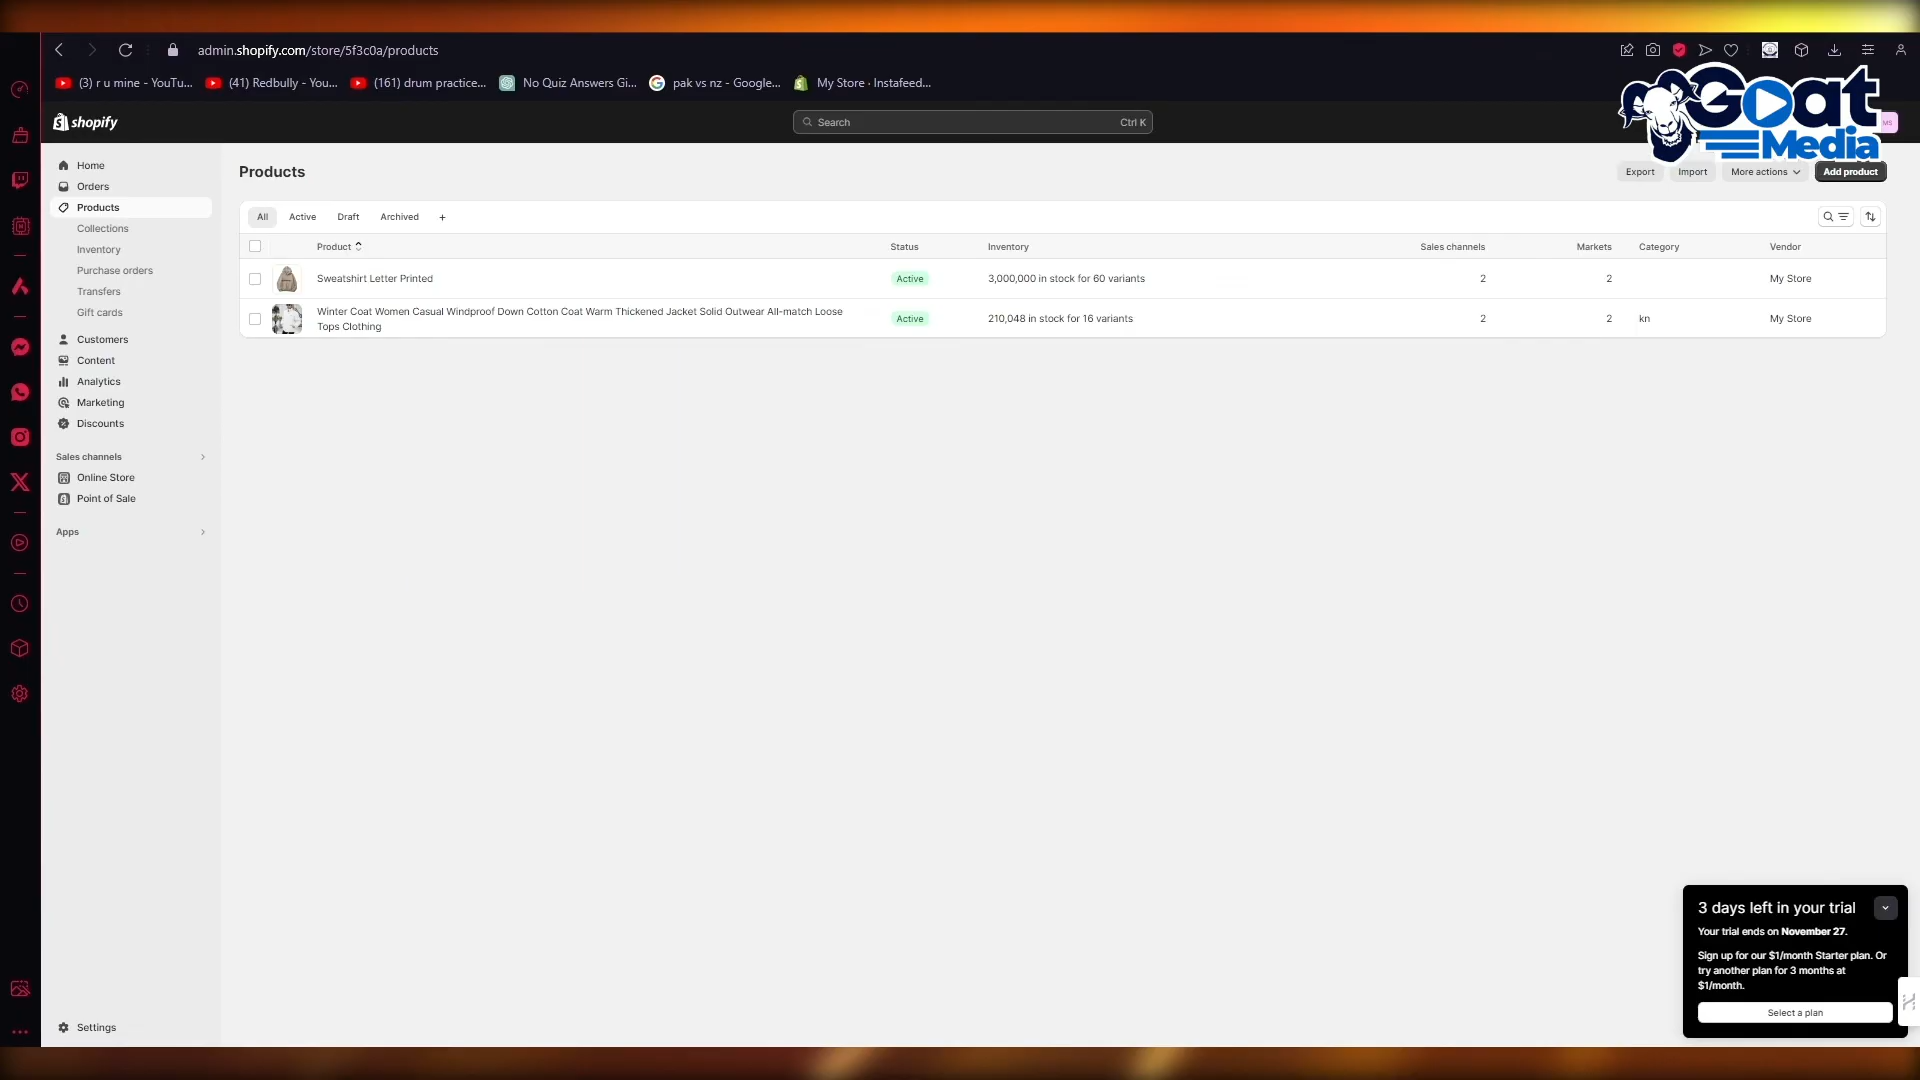 admin.shopify.com/store/5f3c0a/products
(3) r u mine - YouTu...
(41) Redbully - You...
(161) drum practice...
No Quiz Answers Gi...
pak vs nz - Google...
My Store · Instafeed...
shopify
Search
Ctrl K
Goat
Media
MS
Home
Orders
Products
Collections
Inventory
Purchase orders
Transfers
Gift cards
Customers
Content
Analytics
Marketing
Discounts
Sales channels
Online Store
Point of Sale
Apps
Settings
Products
Export
Import
More actions
Add product
All
Active
Draft
Archived
+
Product
Status
Inventory
Sales channels
Markets
Category
Vendor
Sweatshirt Letter Printed
Active
3,000,000 in stock for 60 variants
2
2
My Store
Winter Coat Women Casual Windproof Down Cotton Coat Warm Thickened Jacket Solid Outwear All-match Loose
Tops Clothing
Active
210,048 in stock for 16 variants
2
2
kn
My Store
3 days left in your trial
Your trial ends on November 27.
Sign up for our $1/month Starter plan. Or
try another plan for 3 months at
$1/month.
Select a plan